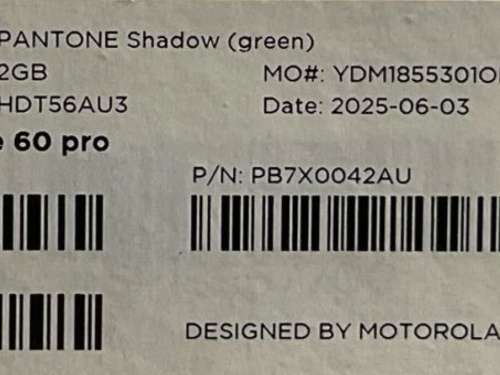 PANTONE Shadow (green)
2GB MO#: YDM1855301O
HDT56AU3 Date: 2025-06-03
e 60 pro
P/N: PB7X0042AU
DESIGNED BY MOTOROLA